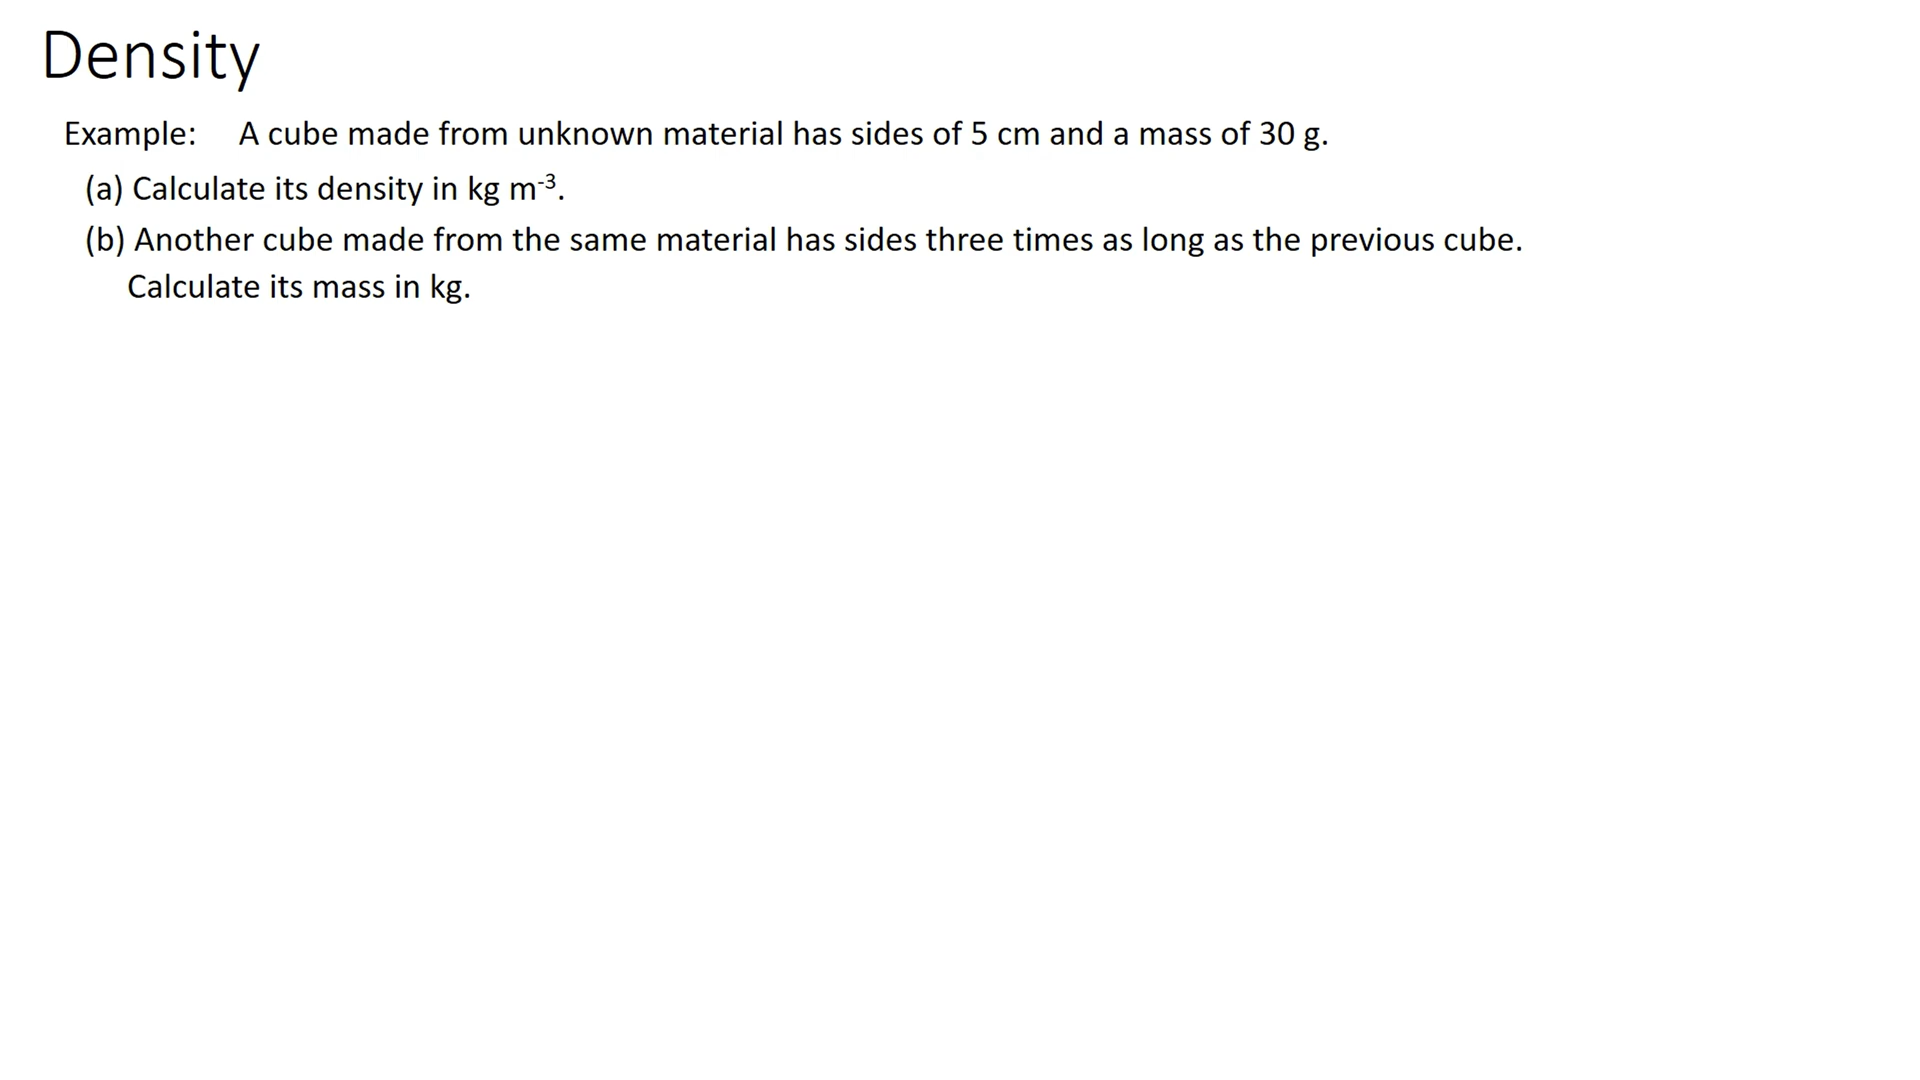 Density
Example: A cube made from unknown material has sides of 5 cm and a mass of 30 g.
(a) Calculate its density in kg m⁻³.
(b) Another cube made from the same material has sides three times as long as the previous cube.
Calculate its mass in kg.